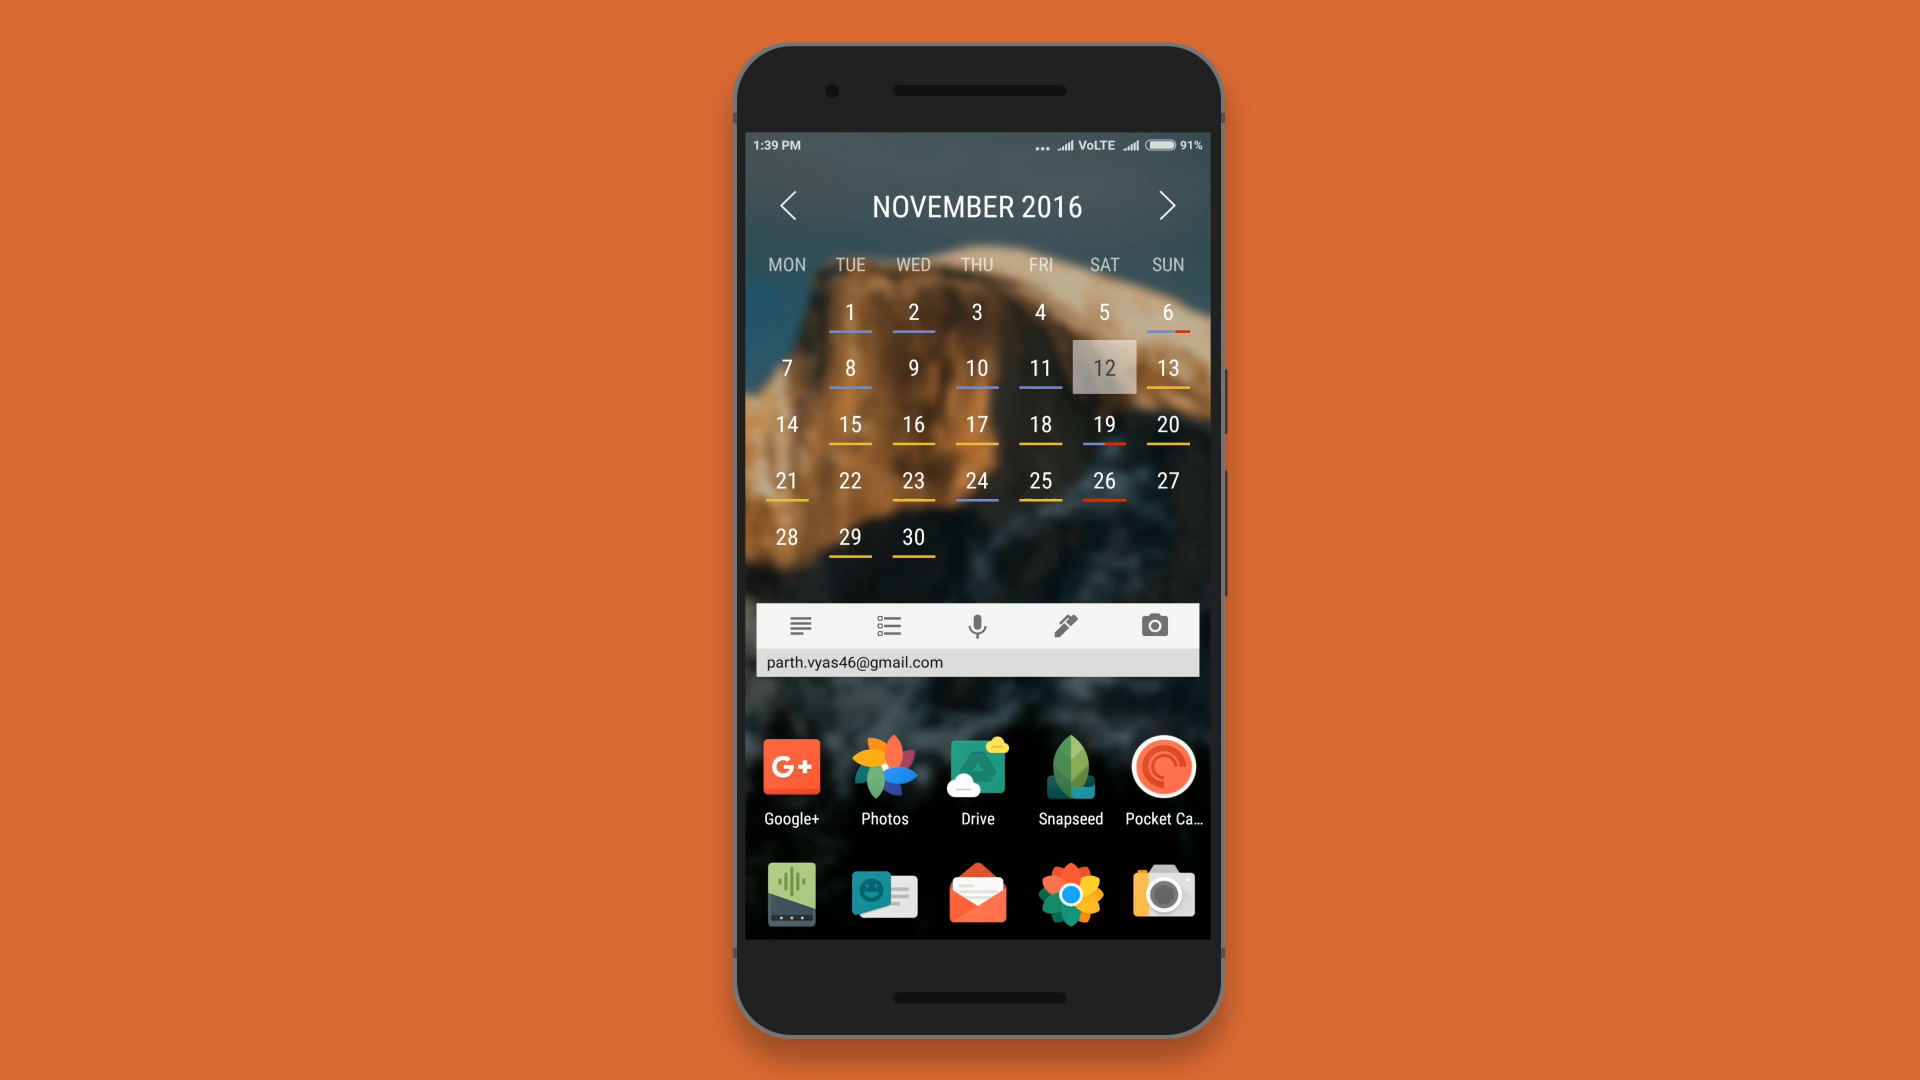 1:39 PM ... VoLTE 91%
NOVEMBER 2016
MON TUE WED THU FRI SAT SUN
1 2 3 4 5 6
7 8 9 10 11 12 13
14 15 16 17 18 19 20
21 22 23 24 25 26 27
28 29 30
parth.vyas46@gmail.com
G+
Google+ Photos Drive Snapseed Pocket Ca...